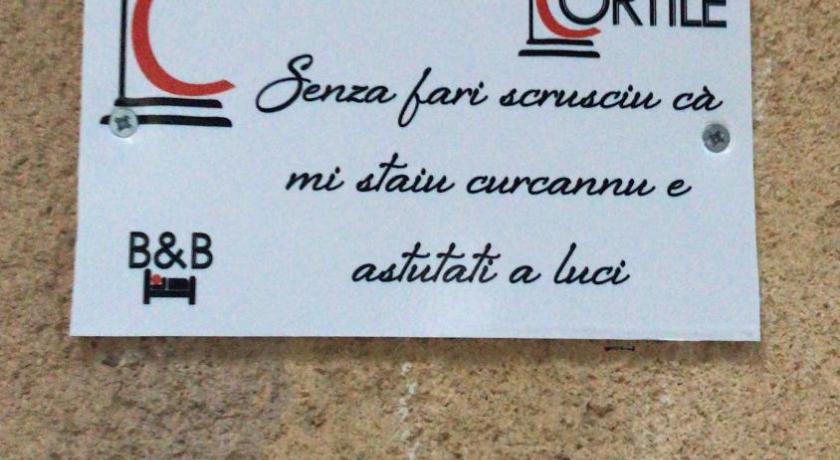 CORTILE
Senza fari scrusciu cà
mi staiu curcannu e
astutati a luci
B&B